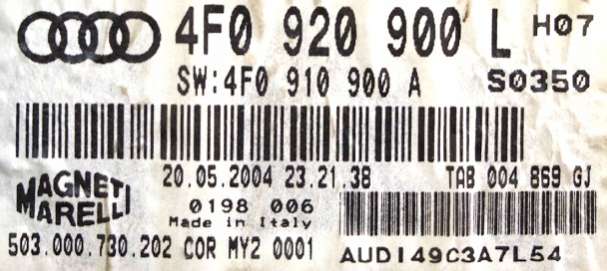 4F0 920 900 L H07
SW:4F0 910 900 A S0350
20.05.2004 23.21.38 TAB 004 869 GJ
MAGNETI
MARELLI
0198 006
Made in Italy
503.000.730.202 COR MY2 0001 AUDI49C3A7L54